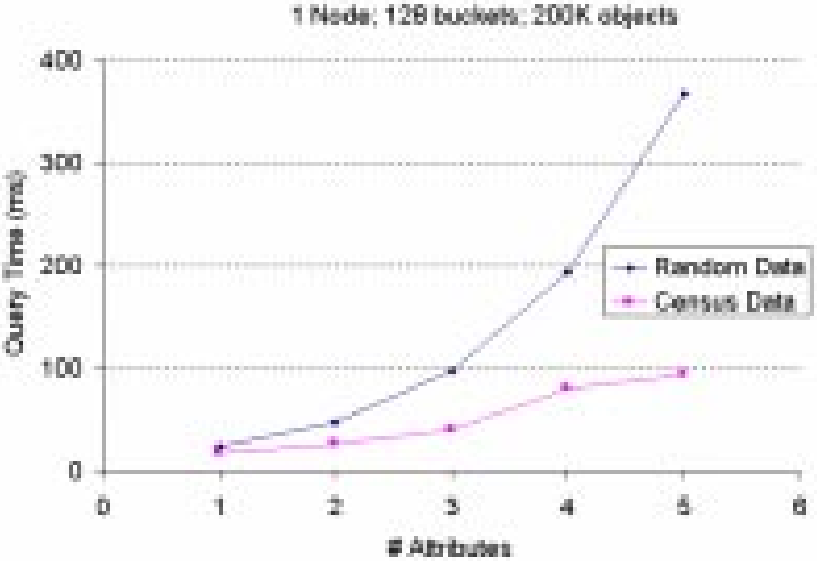 1 Node; 128 buckets; 200K objects
400
300
200
100
0
Query Time (ms)
Random Data
Census Data
0 1 2 3 4 5 6
# Attributes